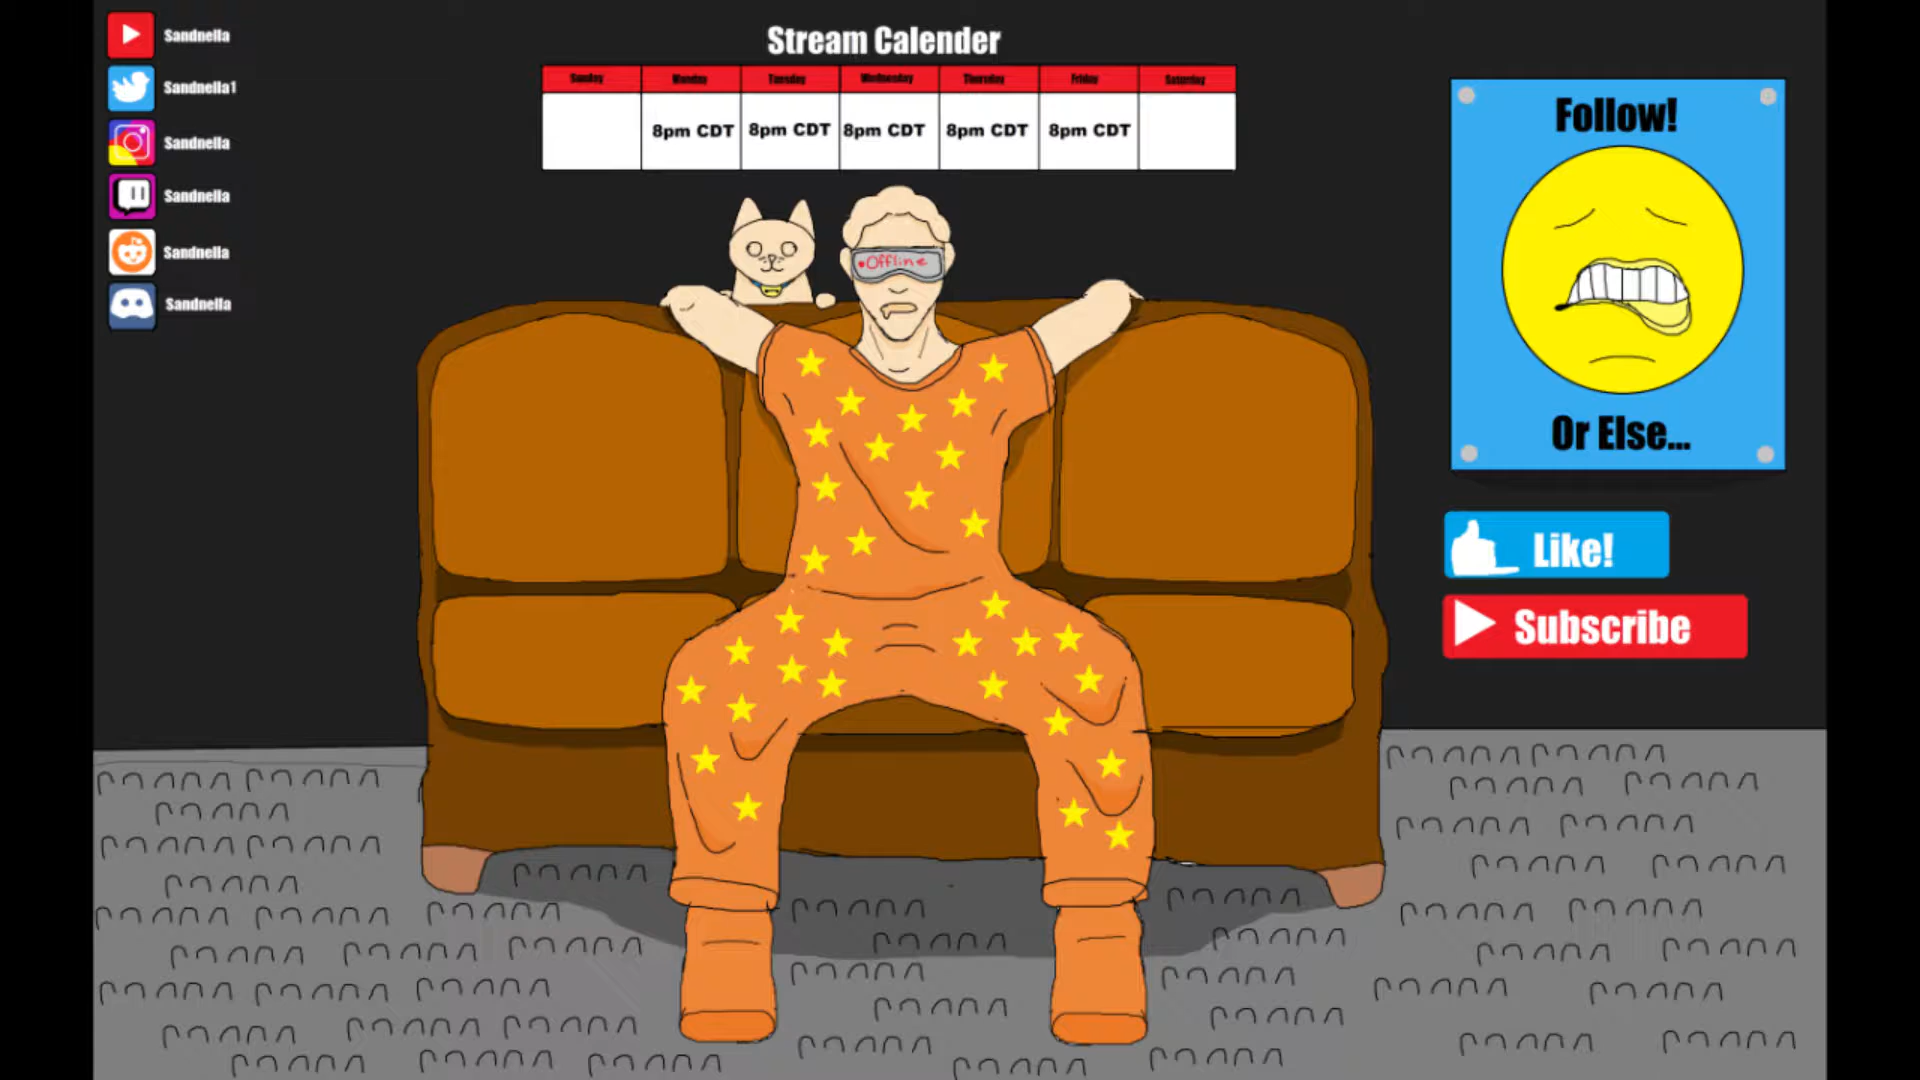 Sandnella
Sandnella1
Sandnella
Sandnella
Sandnella
Sandnella
Stream Calender
Sunday Monday Tuesday Wednesday Thursday Friday Saturday
8pm CDT 8pm CDT 8pm CDT 8pm CDT 8pm CDT
•Offline
Follow!
Or Else...
Like!
Subscribe